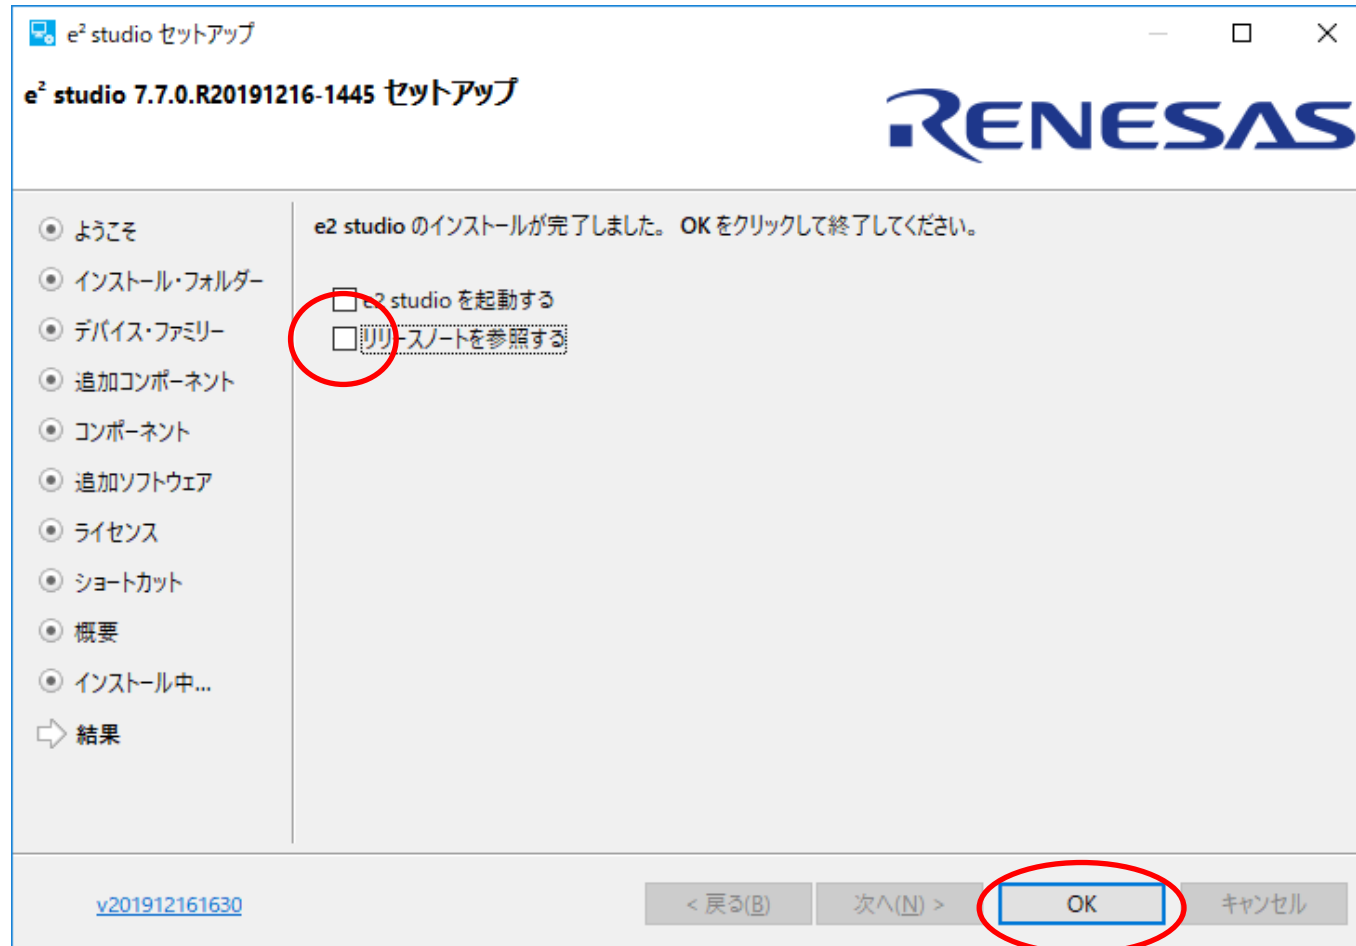 e² studio セットアップ
e² studio 7.7.0.R20191216-1445 セットアップ
RENESAS
ようこそ
インストール・フォルダー
デバイス・ファミリー
追加コンポーネント
コンポーネント
追加ソフトウェア
ライセンス
ショートカット
概要
インストール中...
結果
e2 studio のインストールが完了しました。 OK をクリックして終了してください。
e2 studio を起動する
リリースノートを参照する
v201912161630
< 戻る(B)
次へ(N) >
OK
キャンセル